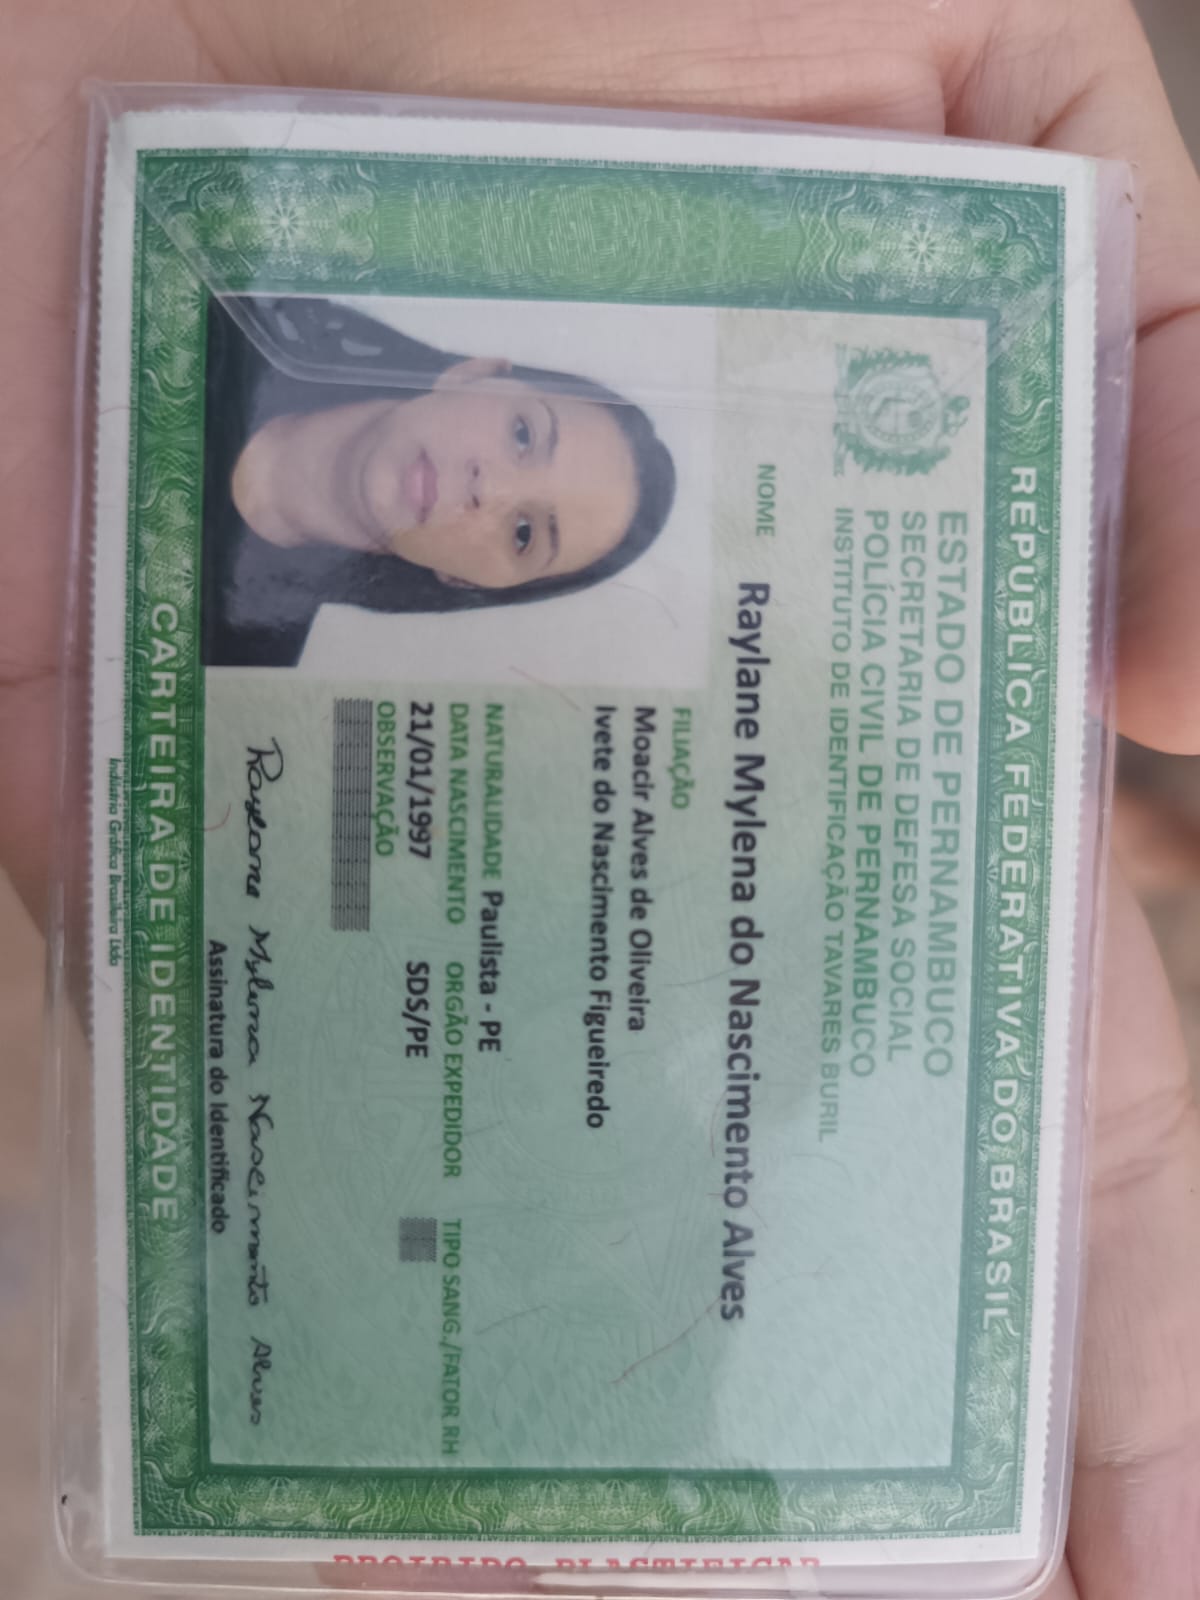 REPÚBLICA FEDERATIVA DO BRASIL
ESTADO DE PERNAMBUCO
SECRETARIA DE DEFESA SOCIAL
POLÍCIA CIVIL DE PERNAMBUCO
INSTITUTO DE IDENTIFICAÇÃO TAVARES BURIL
NOME Raylane Mylena do Nascimento Alves
FILIAÇÃO
Moacir Alves de Oliveira
Ivete do Nascimento Figueiredo
NATURALIDADE Paulista - PE
DATA NASCIMENTO ORGÃO EXPEDIDOR TIPO SANG./FATOR RH
21/01/1997 SDS/PE
OBSERVAÇÃO
Raylane Mylena Nascimento Alves
Assinatura do Identificado
CARTEIRA DE IDENTIDADE
Indústria Gráfica Brasileira Ltda
PROIBIDO PLASTIFICAR